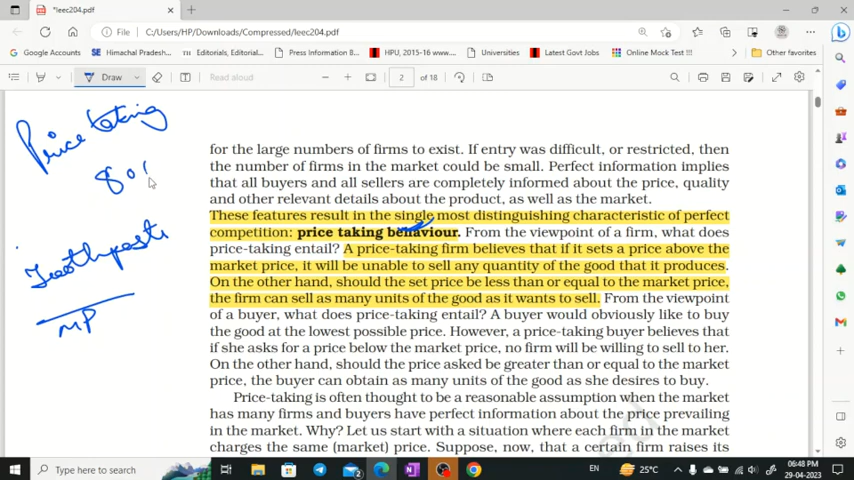 *leec204.pdf
File
C:/Users/HP/Downloads/Compressed/leec204.pdf
Google Accounts
Himachal Pradesh
Editorials, Editorial...
Press Information B...
HPU, 2015-16 www....
Universities
Latest Govt Jobs
Online Mock Tests f...
Other favorites
Draw
Read aloud
2
of 18
Price taking
80
Toothpaste
MP
for the large numbers of firms to exist. If entry was difficult, or restricted, then
the number of firms in the market could be small. Perfect information implies
that all buyers and all sellers are completely informed about the price, quality
and other relevant details about the product, as well as the market.
These features result in the single most distinguishing characteristic of perfect
competition: price taking behaviour. From the viewpoint of a firm, what does
price-taking entail? A price-taking firm believes that if it sets a price above the
market price, it will be unable to sell any quantity of the good that it produces.
On the other hand, should the set price be less than or equal to the market price,
the firm can sell as many units of the good as it wants to sell. From the viewpoint
of a buyer, what does price-taking entail? A buyer would obviously like to buy
the good at the lowest possible price. However, a price-taking buyer believes that
if she asks for a price below the market price, no firm will be willing to sell to her.
On the other hand, should the price asked be greater than or equal to the market
price, the buyer can obtain as many units of the good as she desires to buy.
Price-taking is often thought to be a reasonable assumption when the market
has many firms and buyers have perfect information about the price prevailing
in the market. Why? Let us start with a situation where each firm in the market
charges the same (market) price. Suppose, now, that a certain firm raises its
Type here to search
EN
25°C
06:48 PM
29-04-2023